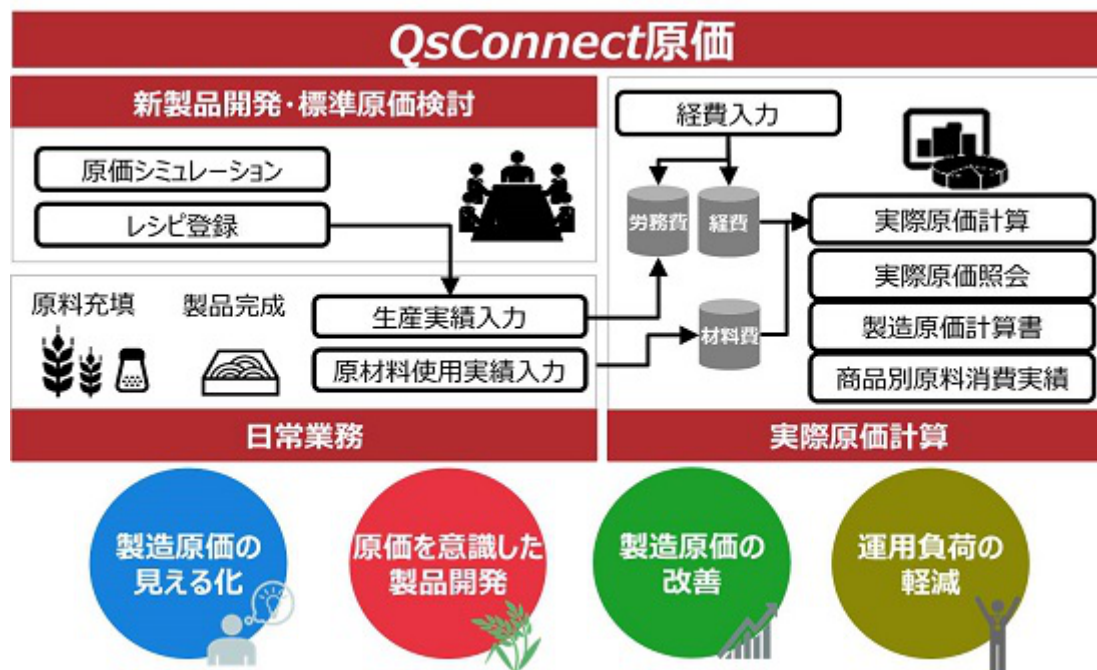 QsConnect原価
新製品開発・標準原価検討
原価シミュレーション
レシピ登録
原料充填
製品完成
生産実績入力
原材料使用実績入力
日常業務
経費入力
労務費
経費
材料費
実際原価計算
実際原価照会
製造原価計算書
商品別原料消費実績
実際原価計算
製造原価の
見える化
原価を意識した
製品開発
製造原価の
改善
運用負荷の
軽減